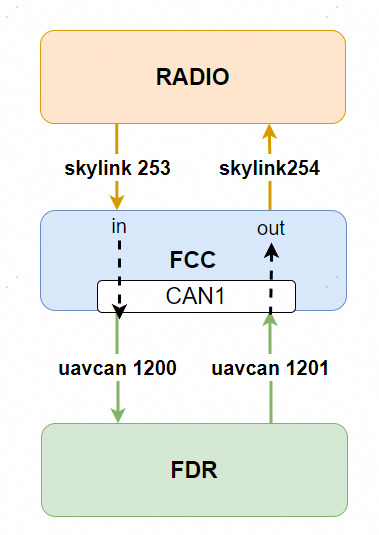 RADIO
skylink 253
skylink254
in
out
FCC
CAN1
uavcan 1200
uavcan 1201
FDR